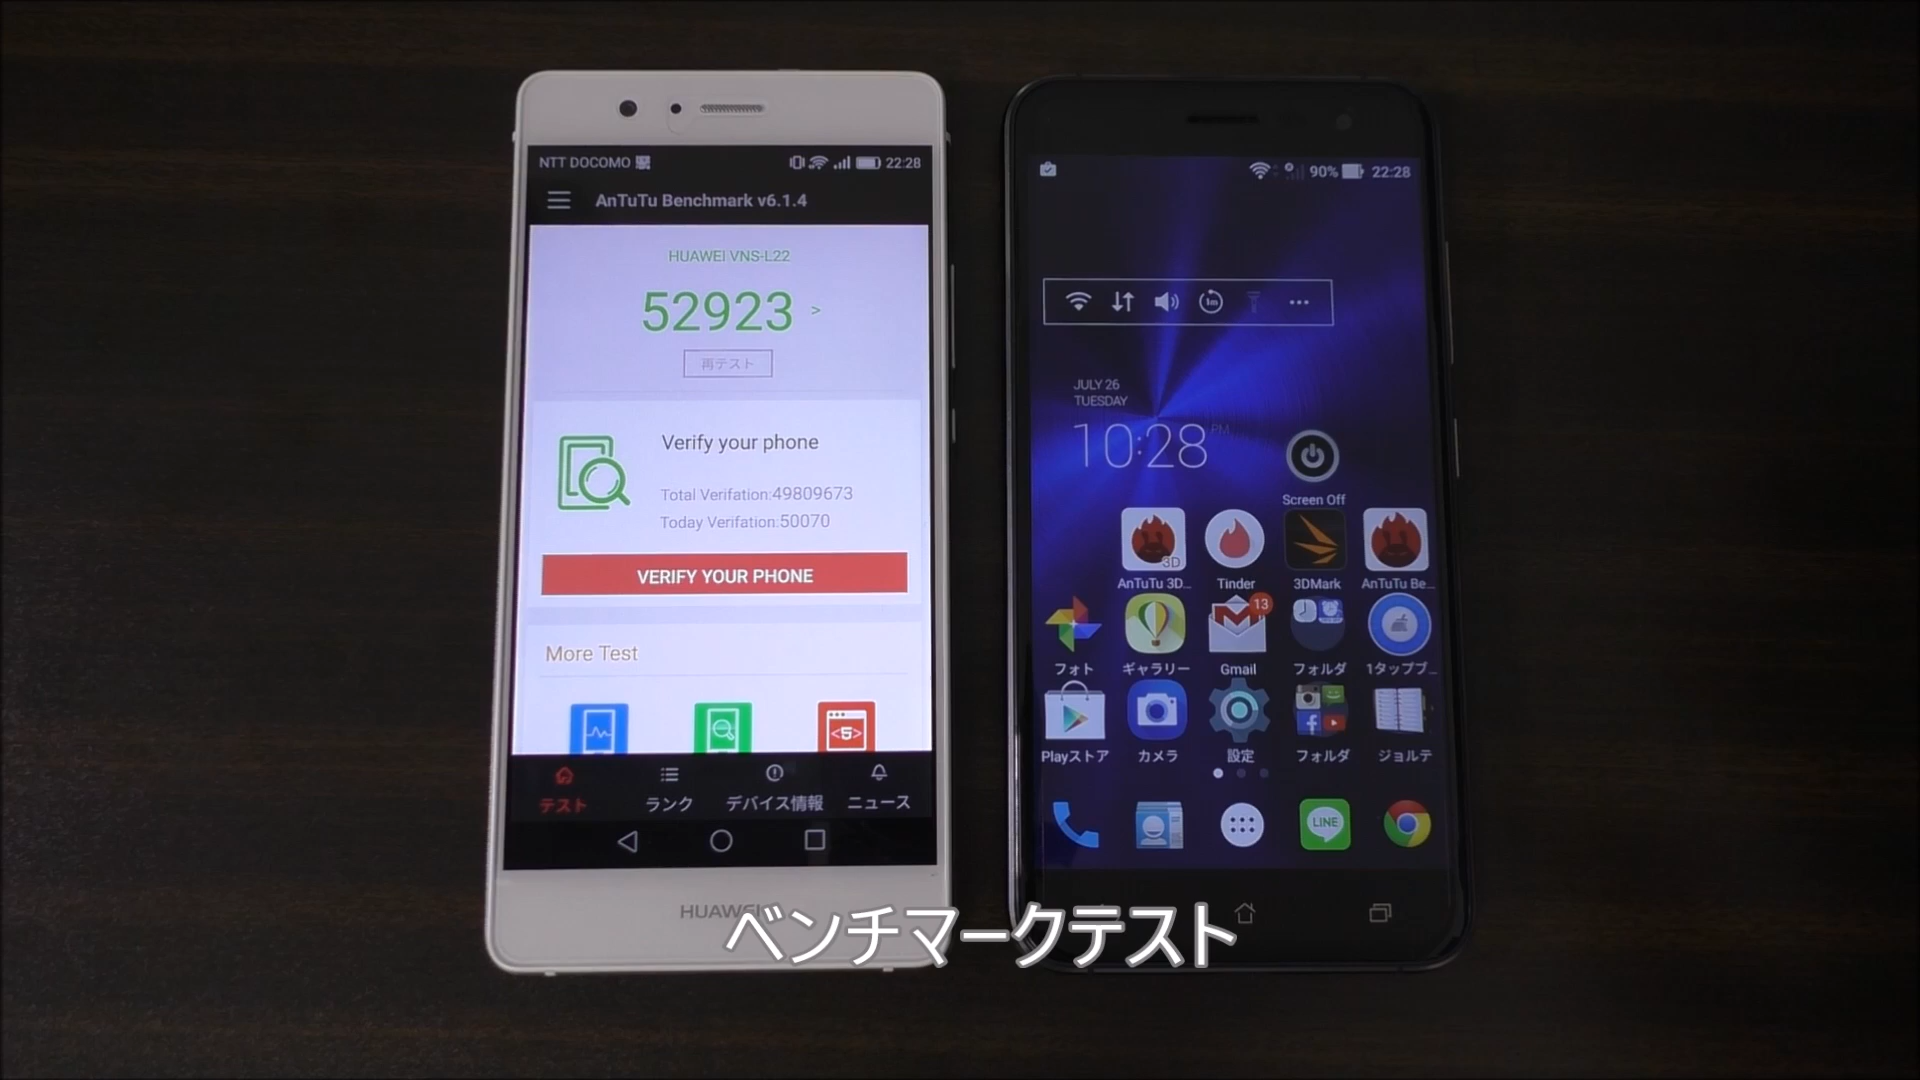 NTT DOCOMO
22:28
AnTuTu Benchmark v6.1.4
HUAWEI VNS-L22
52923 >
再テスト
Verify your phone
Total Verifation:49809673
Today Verifation:50070
VERIFY YOUR PHONE
More Test
テスト
ランク
デバイス情報
ニュース
HUAWEI
90%
22:28
1m
JULY 26
TUESDAY
10:28 PM
Screen Off
3D
AnTuTu 3D...
Tinder
3DMark
AnTuTu Be...
13
フォト
ギャラリー
Gmail
フォルダ
1タップブ...
Playストア
カメラ
設定
フォルダ
ジョルテ
LINE
ベンチマークテスト